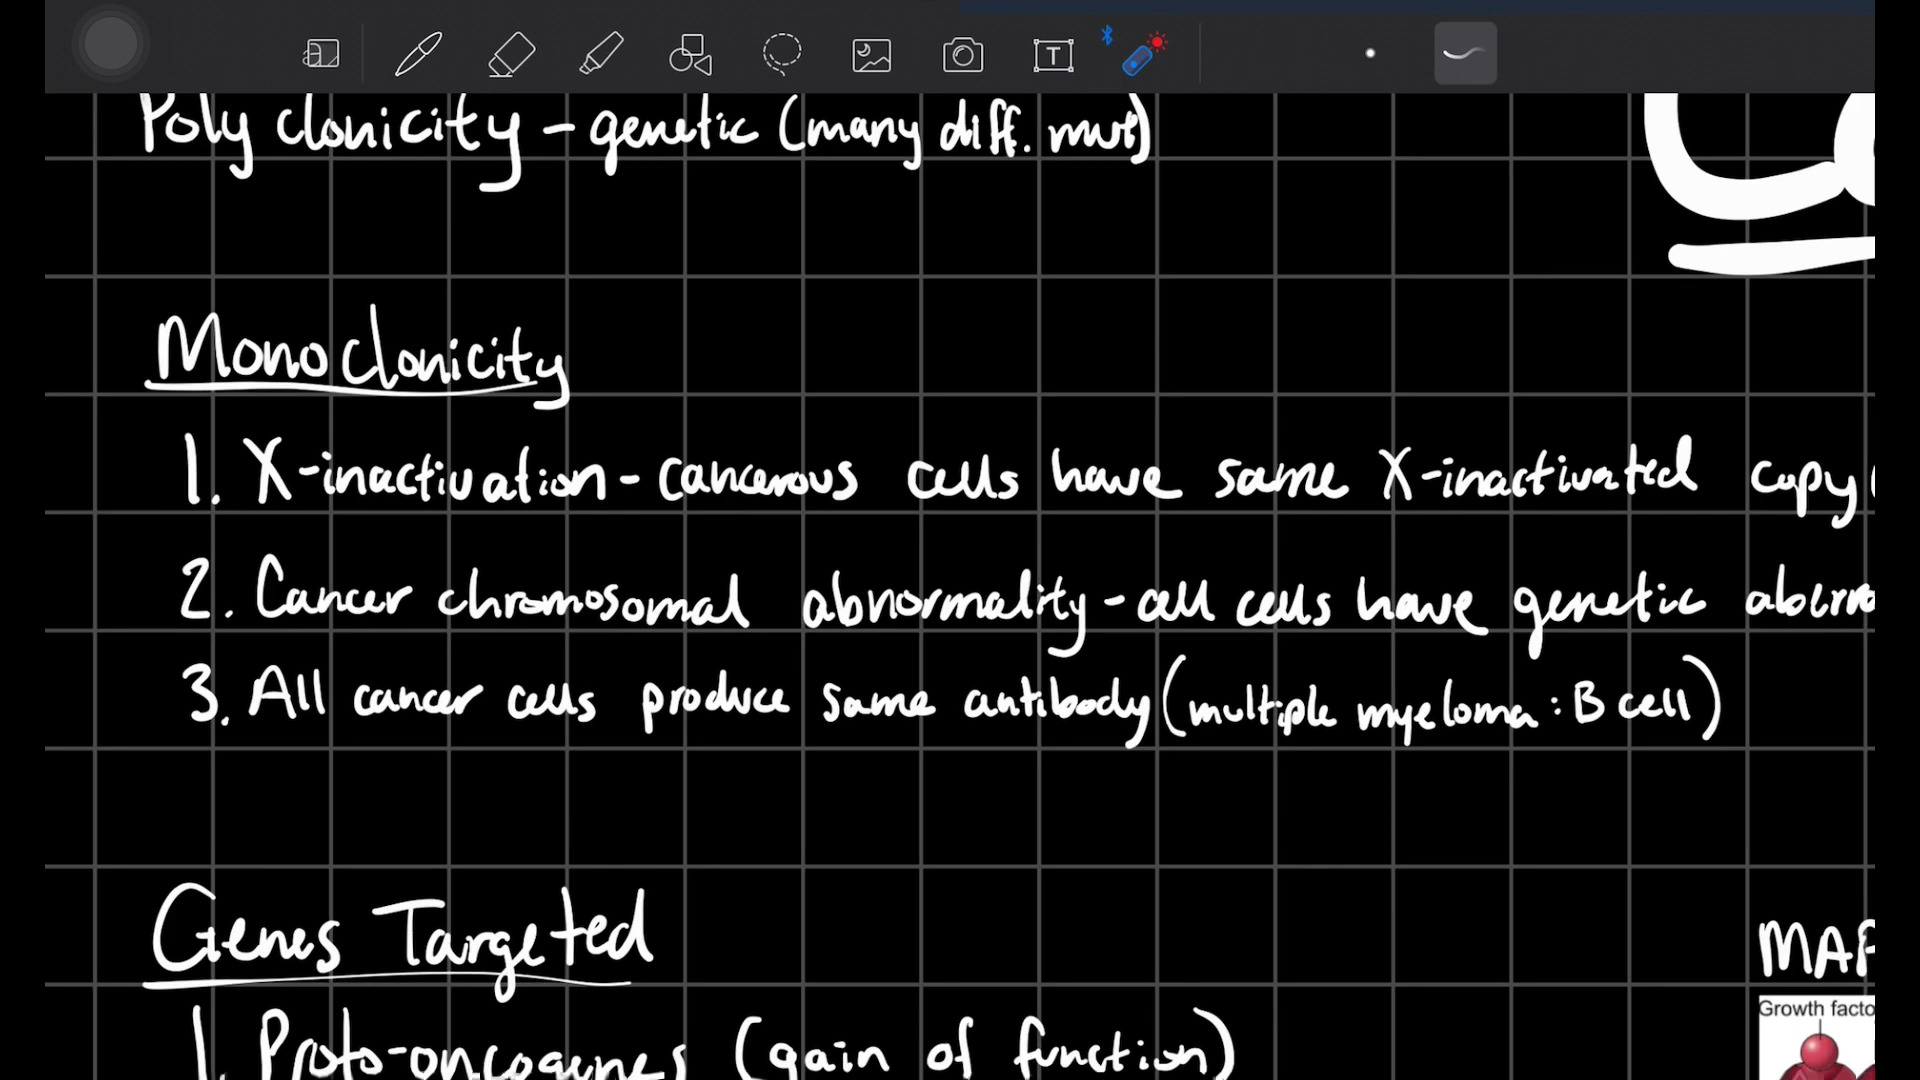 Poly clonicity - genetic (many diff. mut)
Monoclonicity
1. X-inactivation - cancerous cells have same X-inactivated copy
2. Cancer chromosomal abnormality - all cells have genetic
3. All cancer cells produce same antibody (multiple myeloma: B cell)
Genes Targeted
MAP
Growth facto
1. Proto-oncogenes (gain of function)